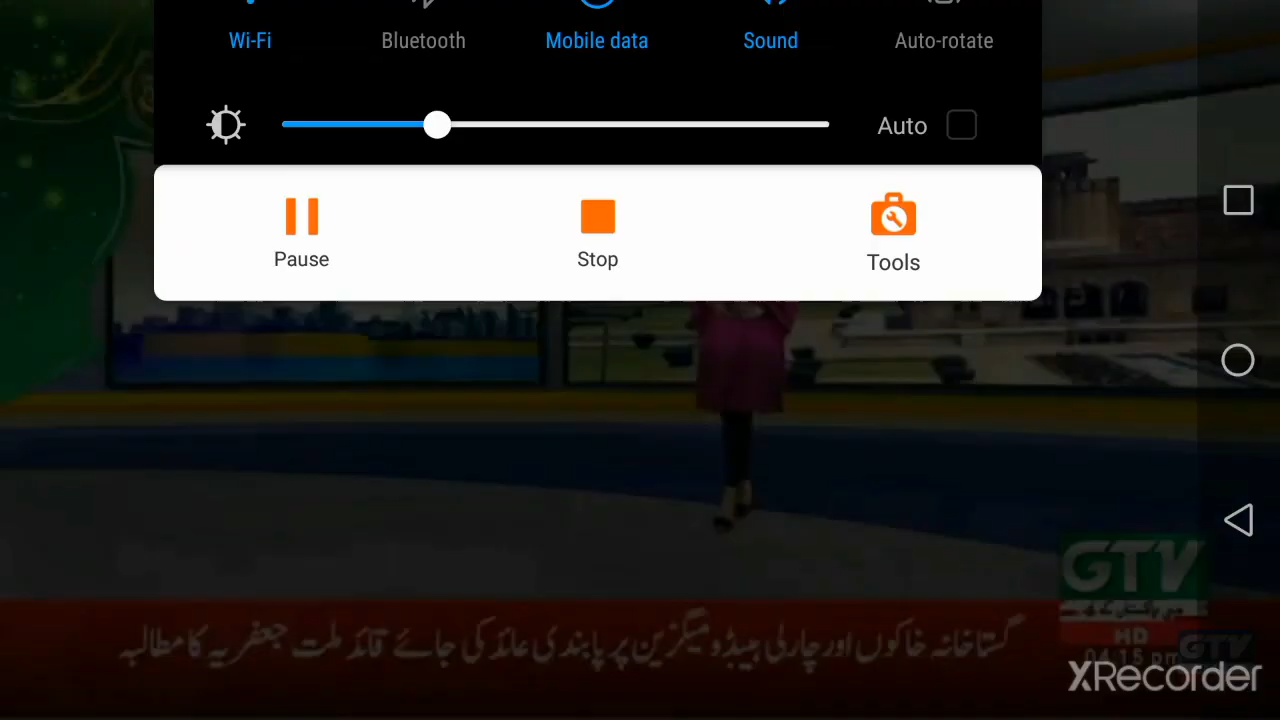 Wi-Fi Bluetooth Mobile data Sound Auto-rotate
Auto
Pause Stop Tools
GTV
HD
گستاخانہ خاکوں اور چارلی ہیبڈو میگزین پر پابندی عائد کی جائے قائد ملت جعفریہ کا مطالبہ
04:15 pm
GTV
XRecorder